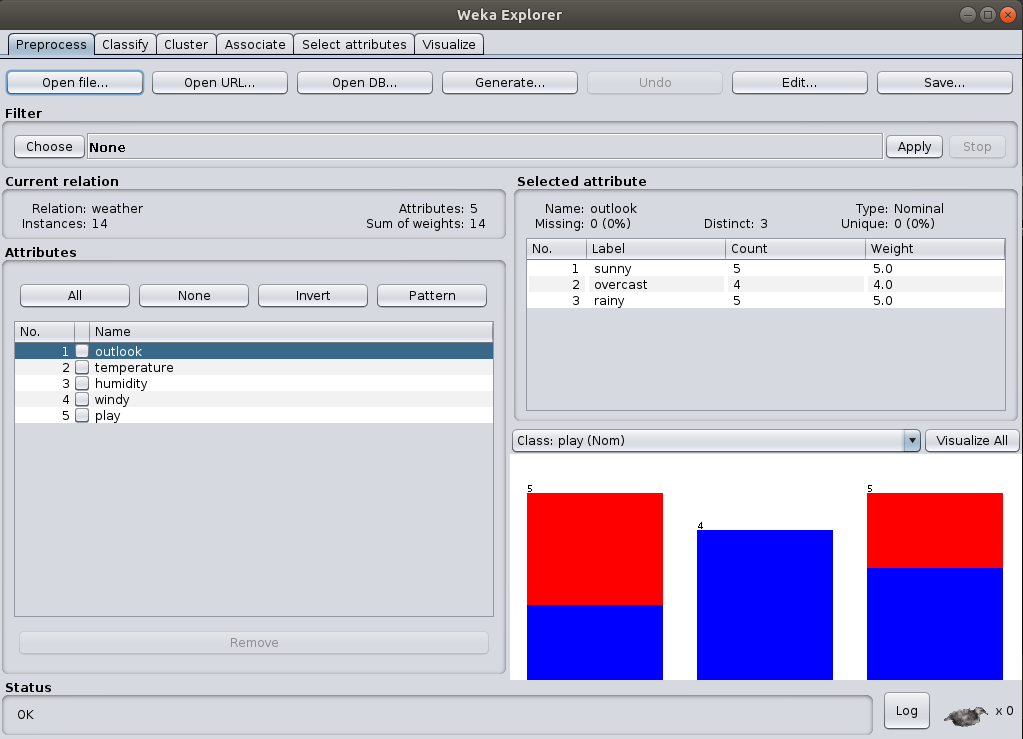 Weka Explorer
Preprocess Classify Cluster Associate Select attributes Visualize
Open file... Open URL... Open DB... Generate... Undo Edit... Save...
Filter
Choose None Apply Stop
Current relation
Relation: weather Attributes: 5
Instances: 14 Sum of weights: 14
Attributes
All None Invert Pattern
No. Name
1 outlook
2 temperature
3 humidity
4 windy
5 play
Remove
Selected attribute
Name: outlook Type: Nominal
Missing: 0 (0%) Distinct: 3 Unique: 0 (0%)
No. Label Count Weight
1 sunny 5 5.0
2 overcast 4 4.0
3 rainy 5 5.0
Class: play (Nom) Visualize All
5 4 5
Status
OK Log x 0